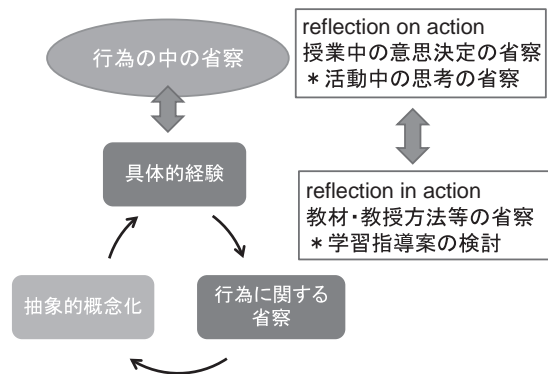 行為の中の省察
reflection on action
授業中の意思決定の省察
＊活動中の思考の省察
具体的経験
reflection in action
教材・教授方法等の省察
＊学習指導案の検討
抽象的概念化
行為に関する
省察